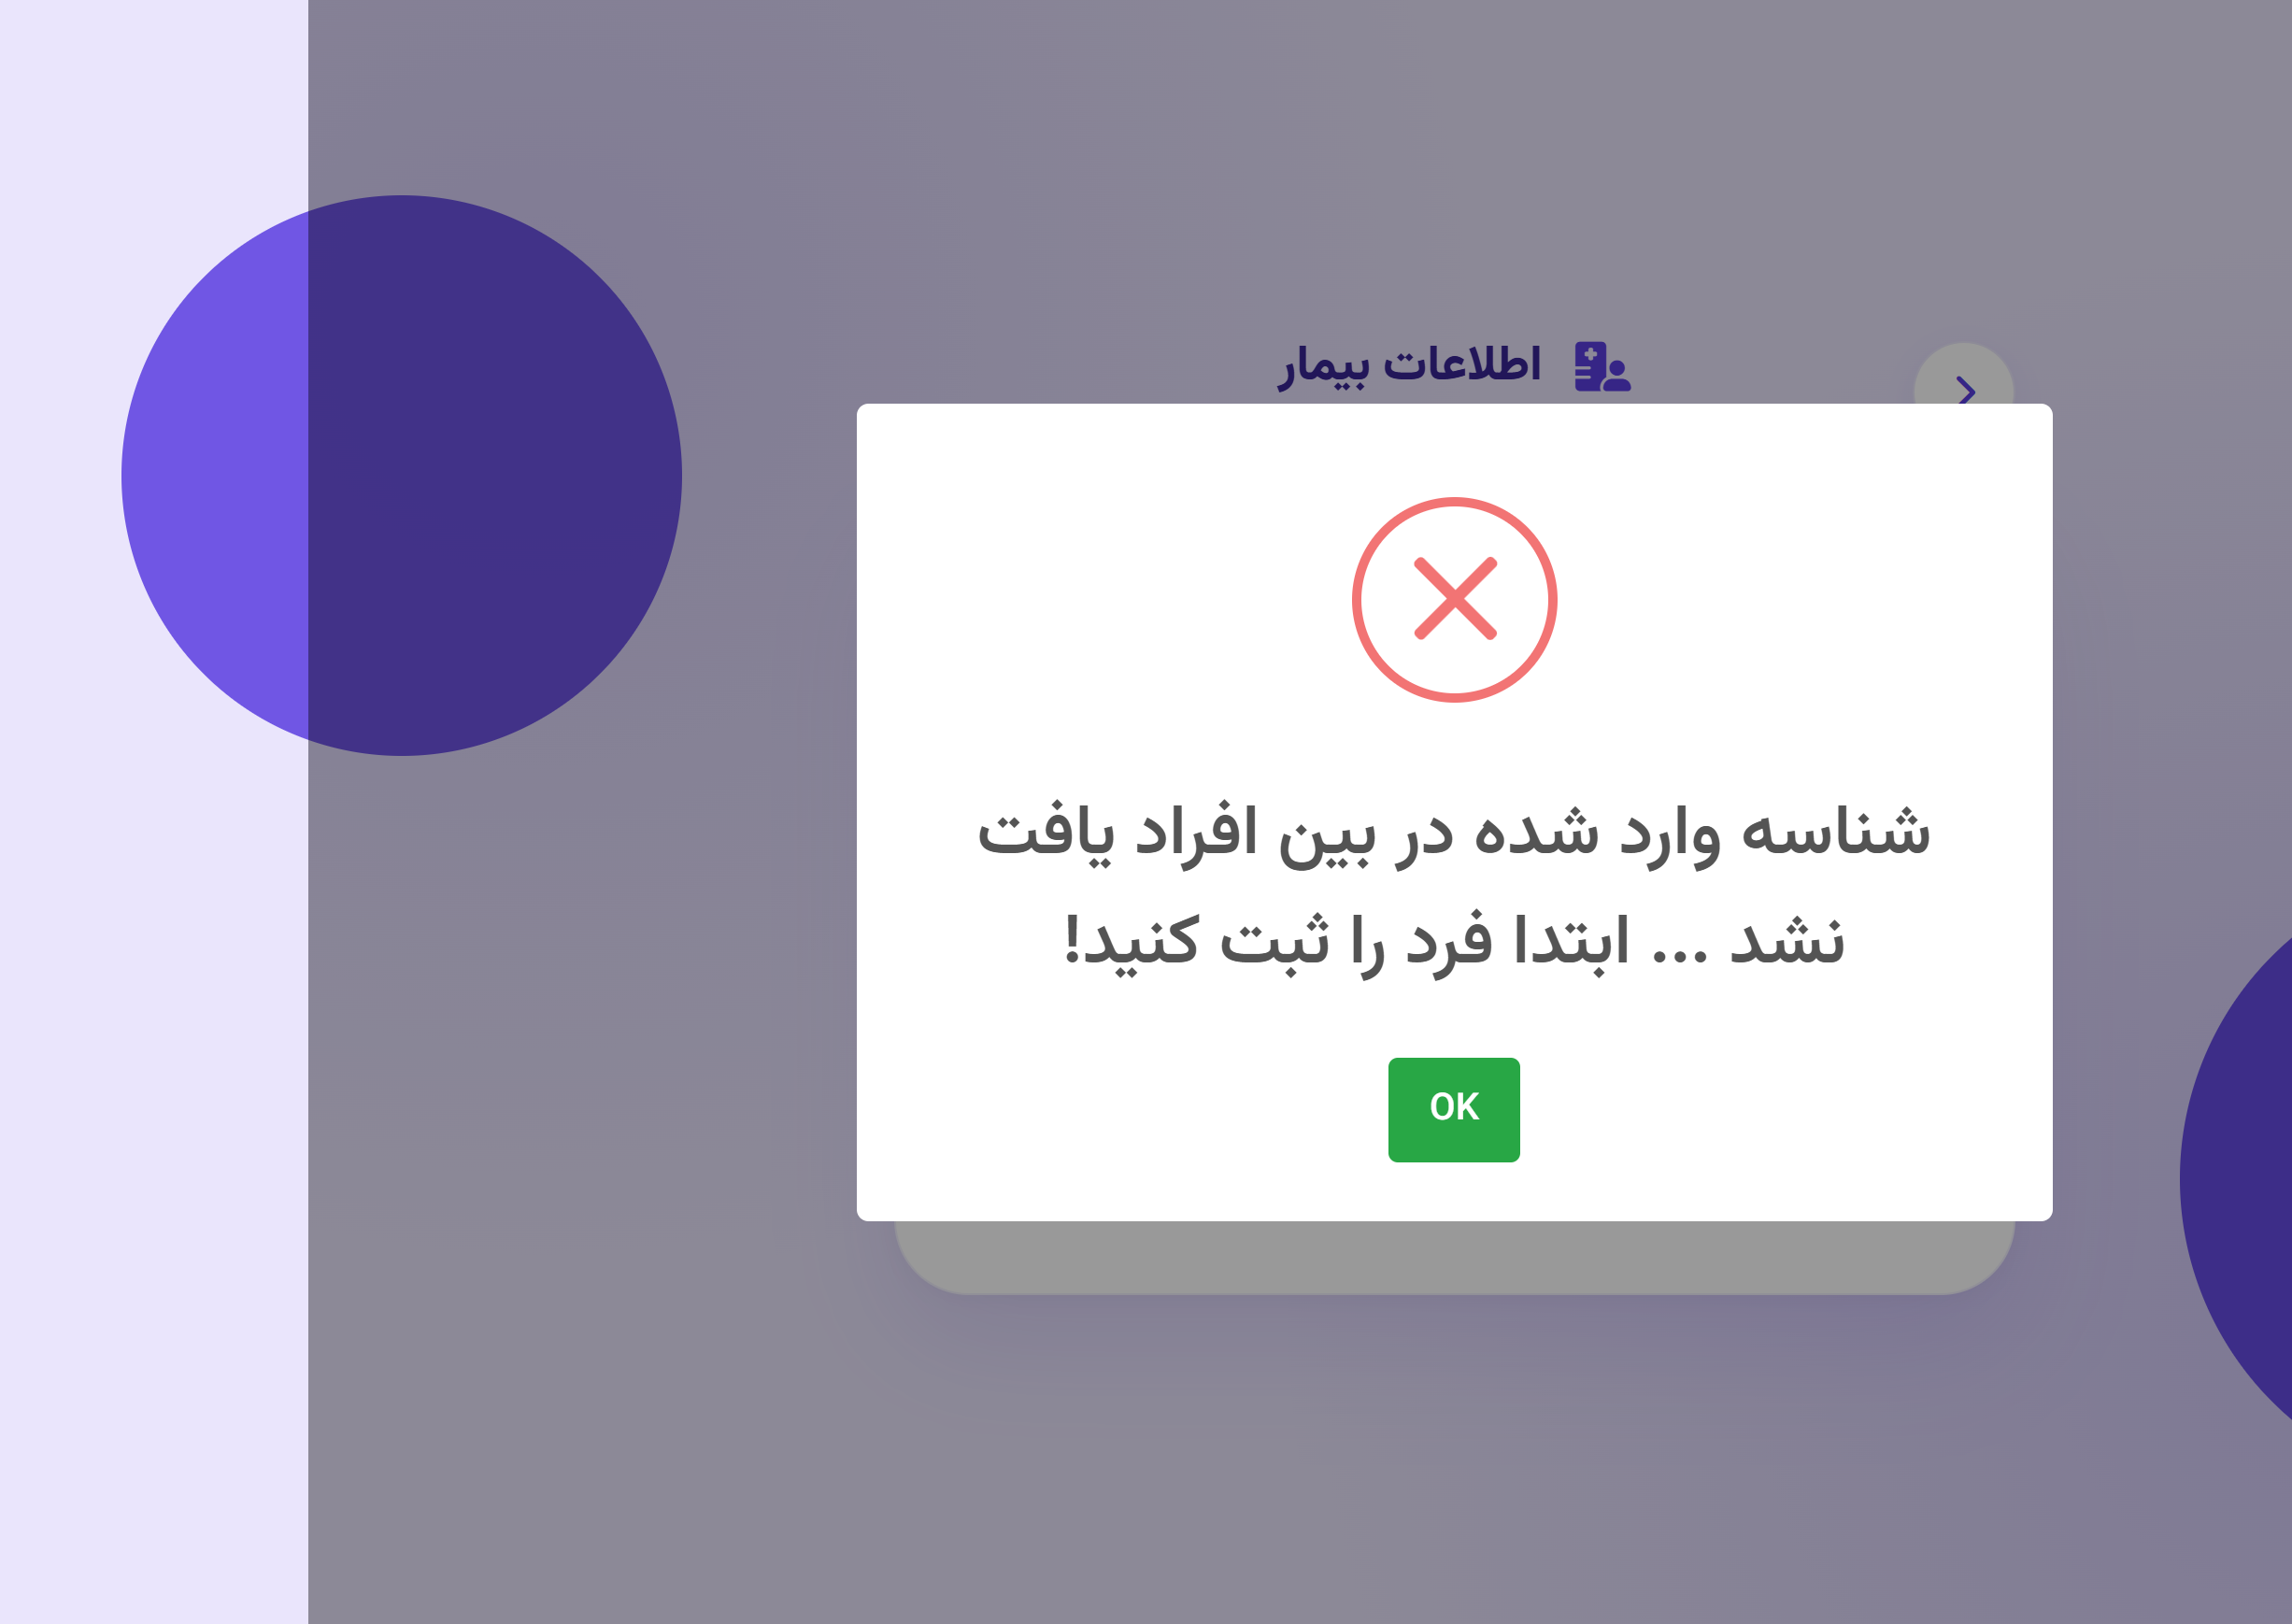 اطلاعات بیمار
شناسه وارد شده در بین افراد یافت
نشد ... ابتدا فرد را ثبت کنید!
OK